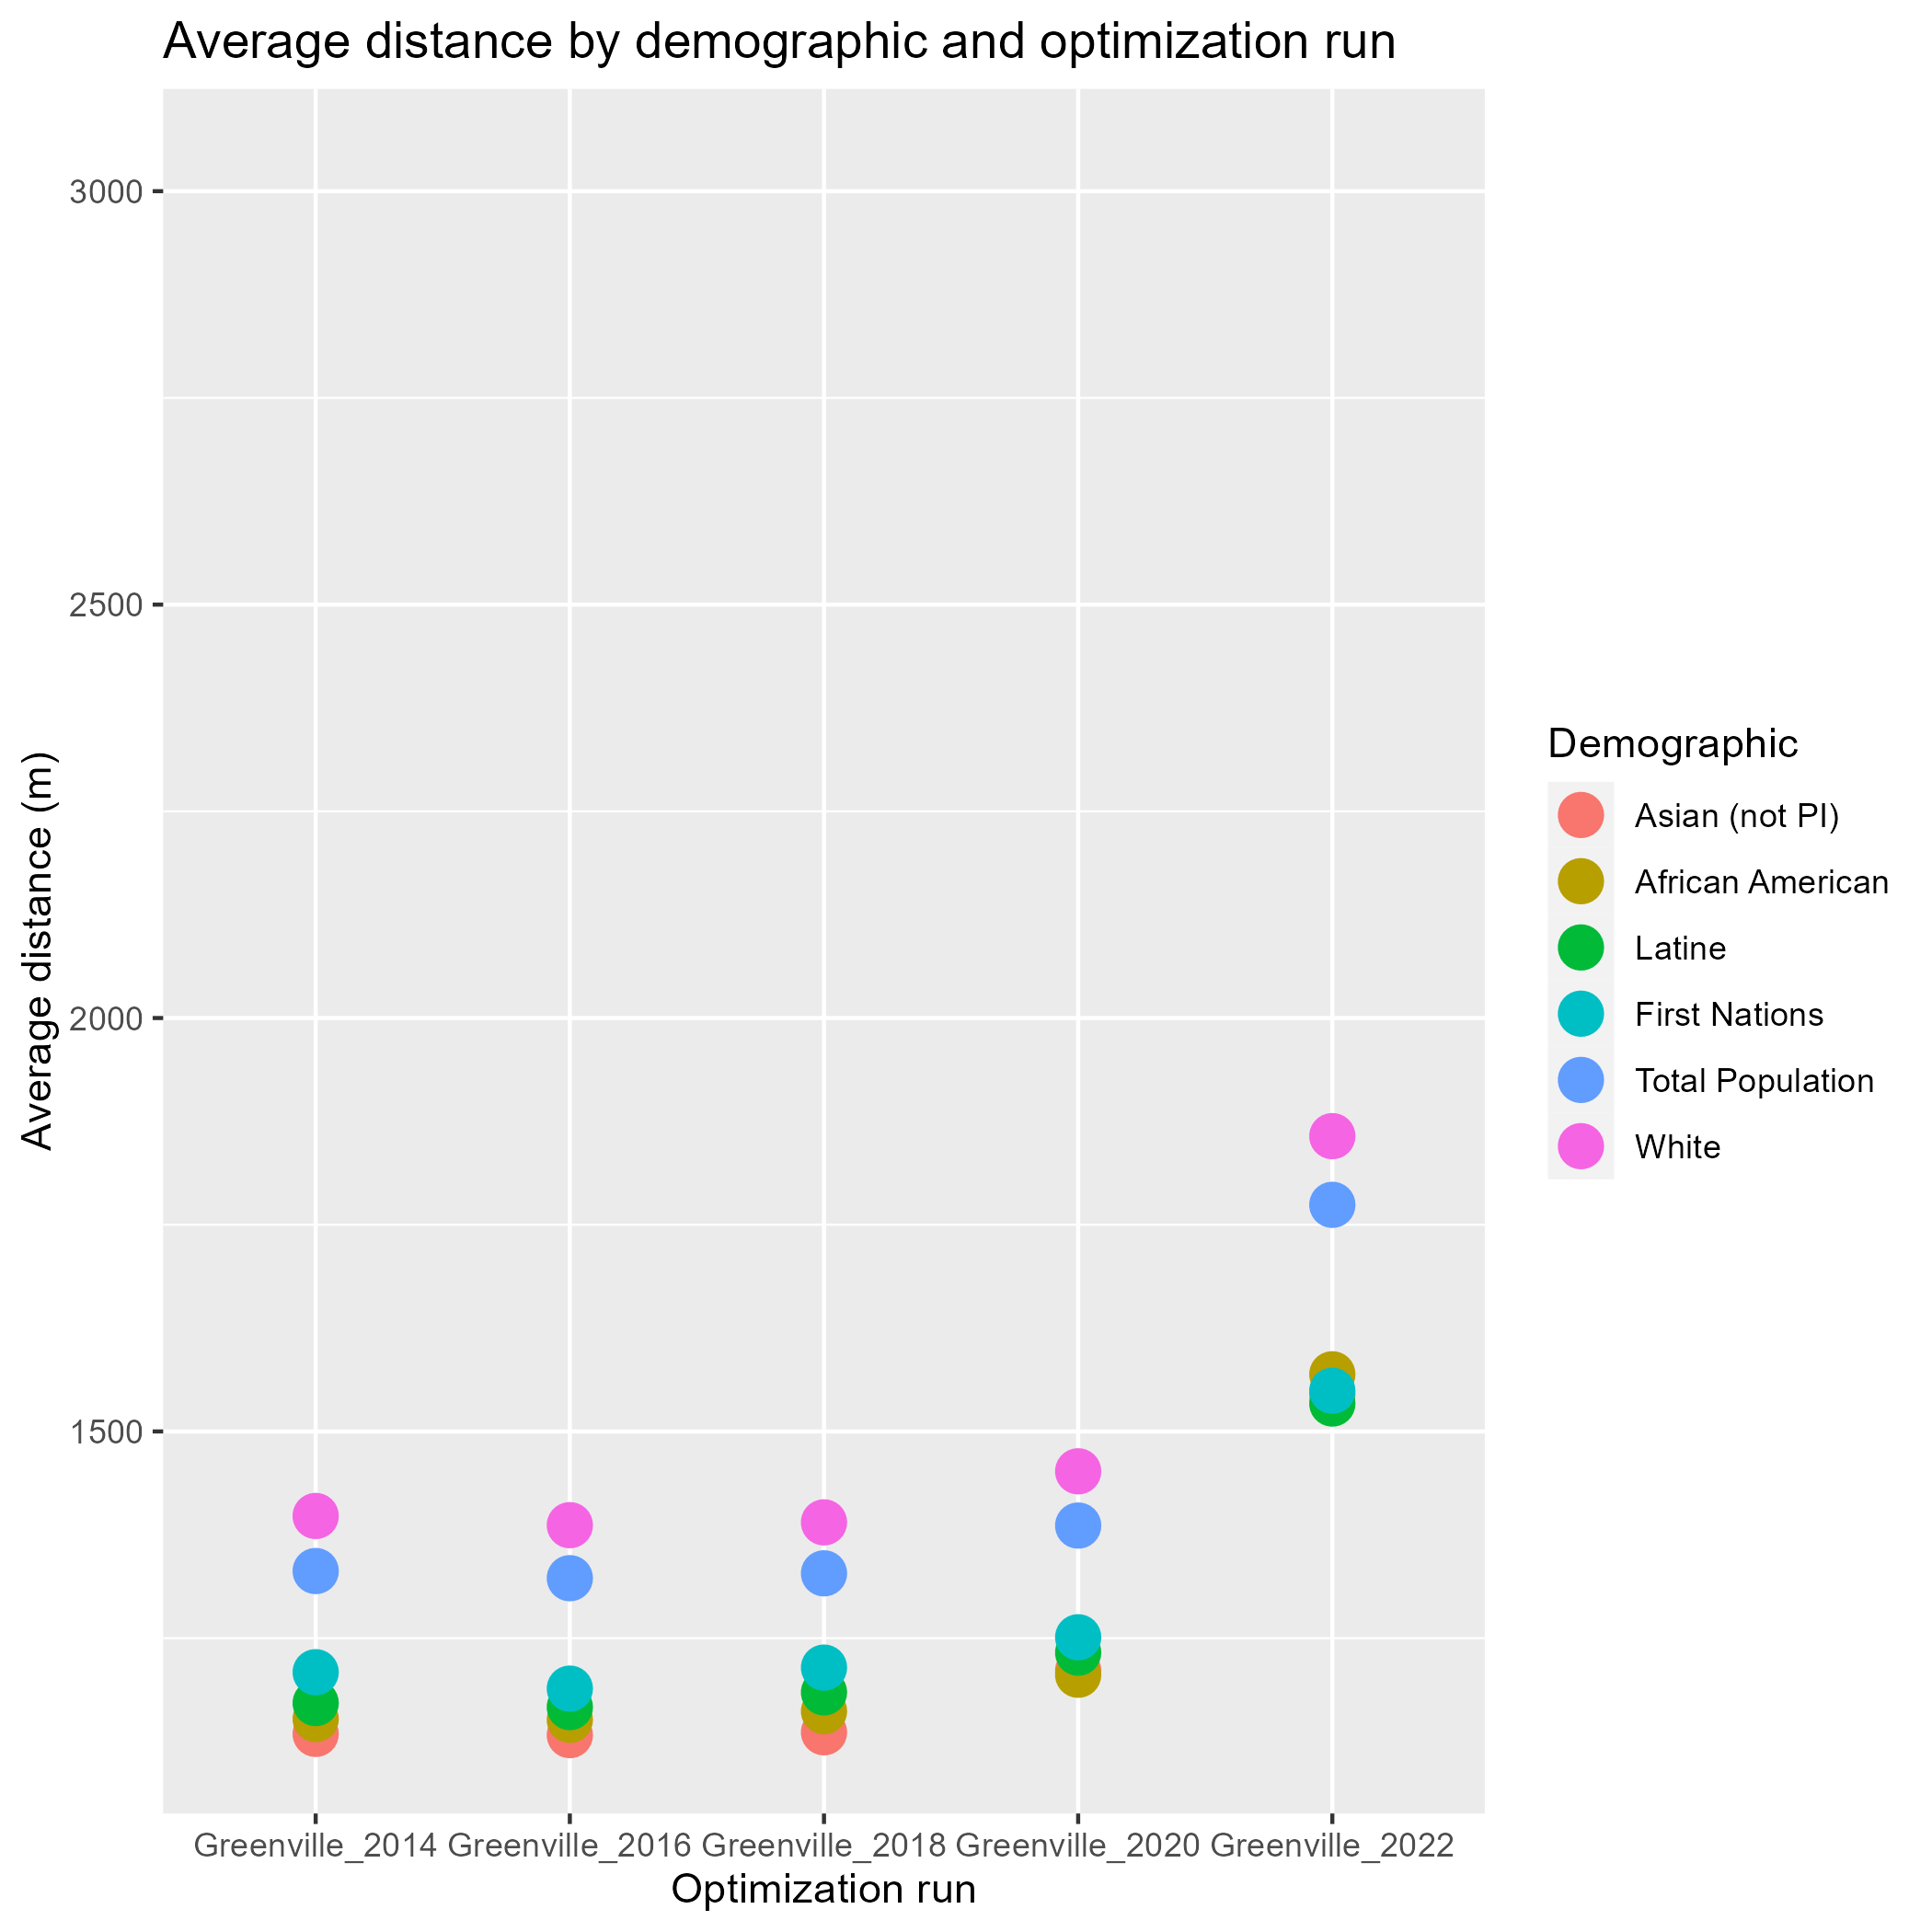 Average distance by demographic and optimization run
3000
2500
2000
1500
Average distance (m)
Greenville_2014 Greenville_2016 Greenville_2018 Greenville_2020 Greenville_2022
Optimization run
Demographic
Asian (not PI)
African American
Latine
First Nations
Total Population
White